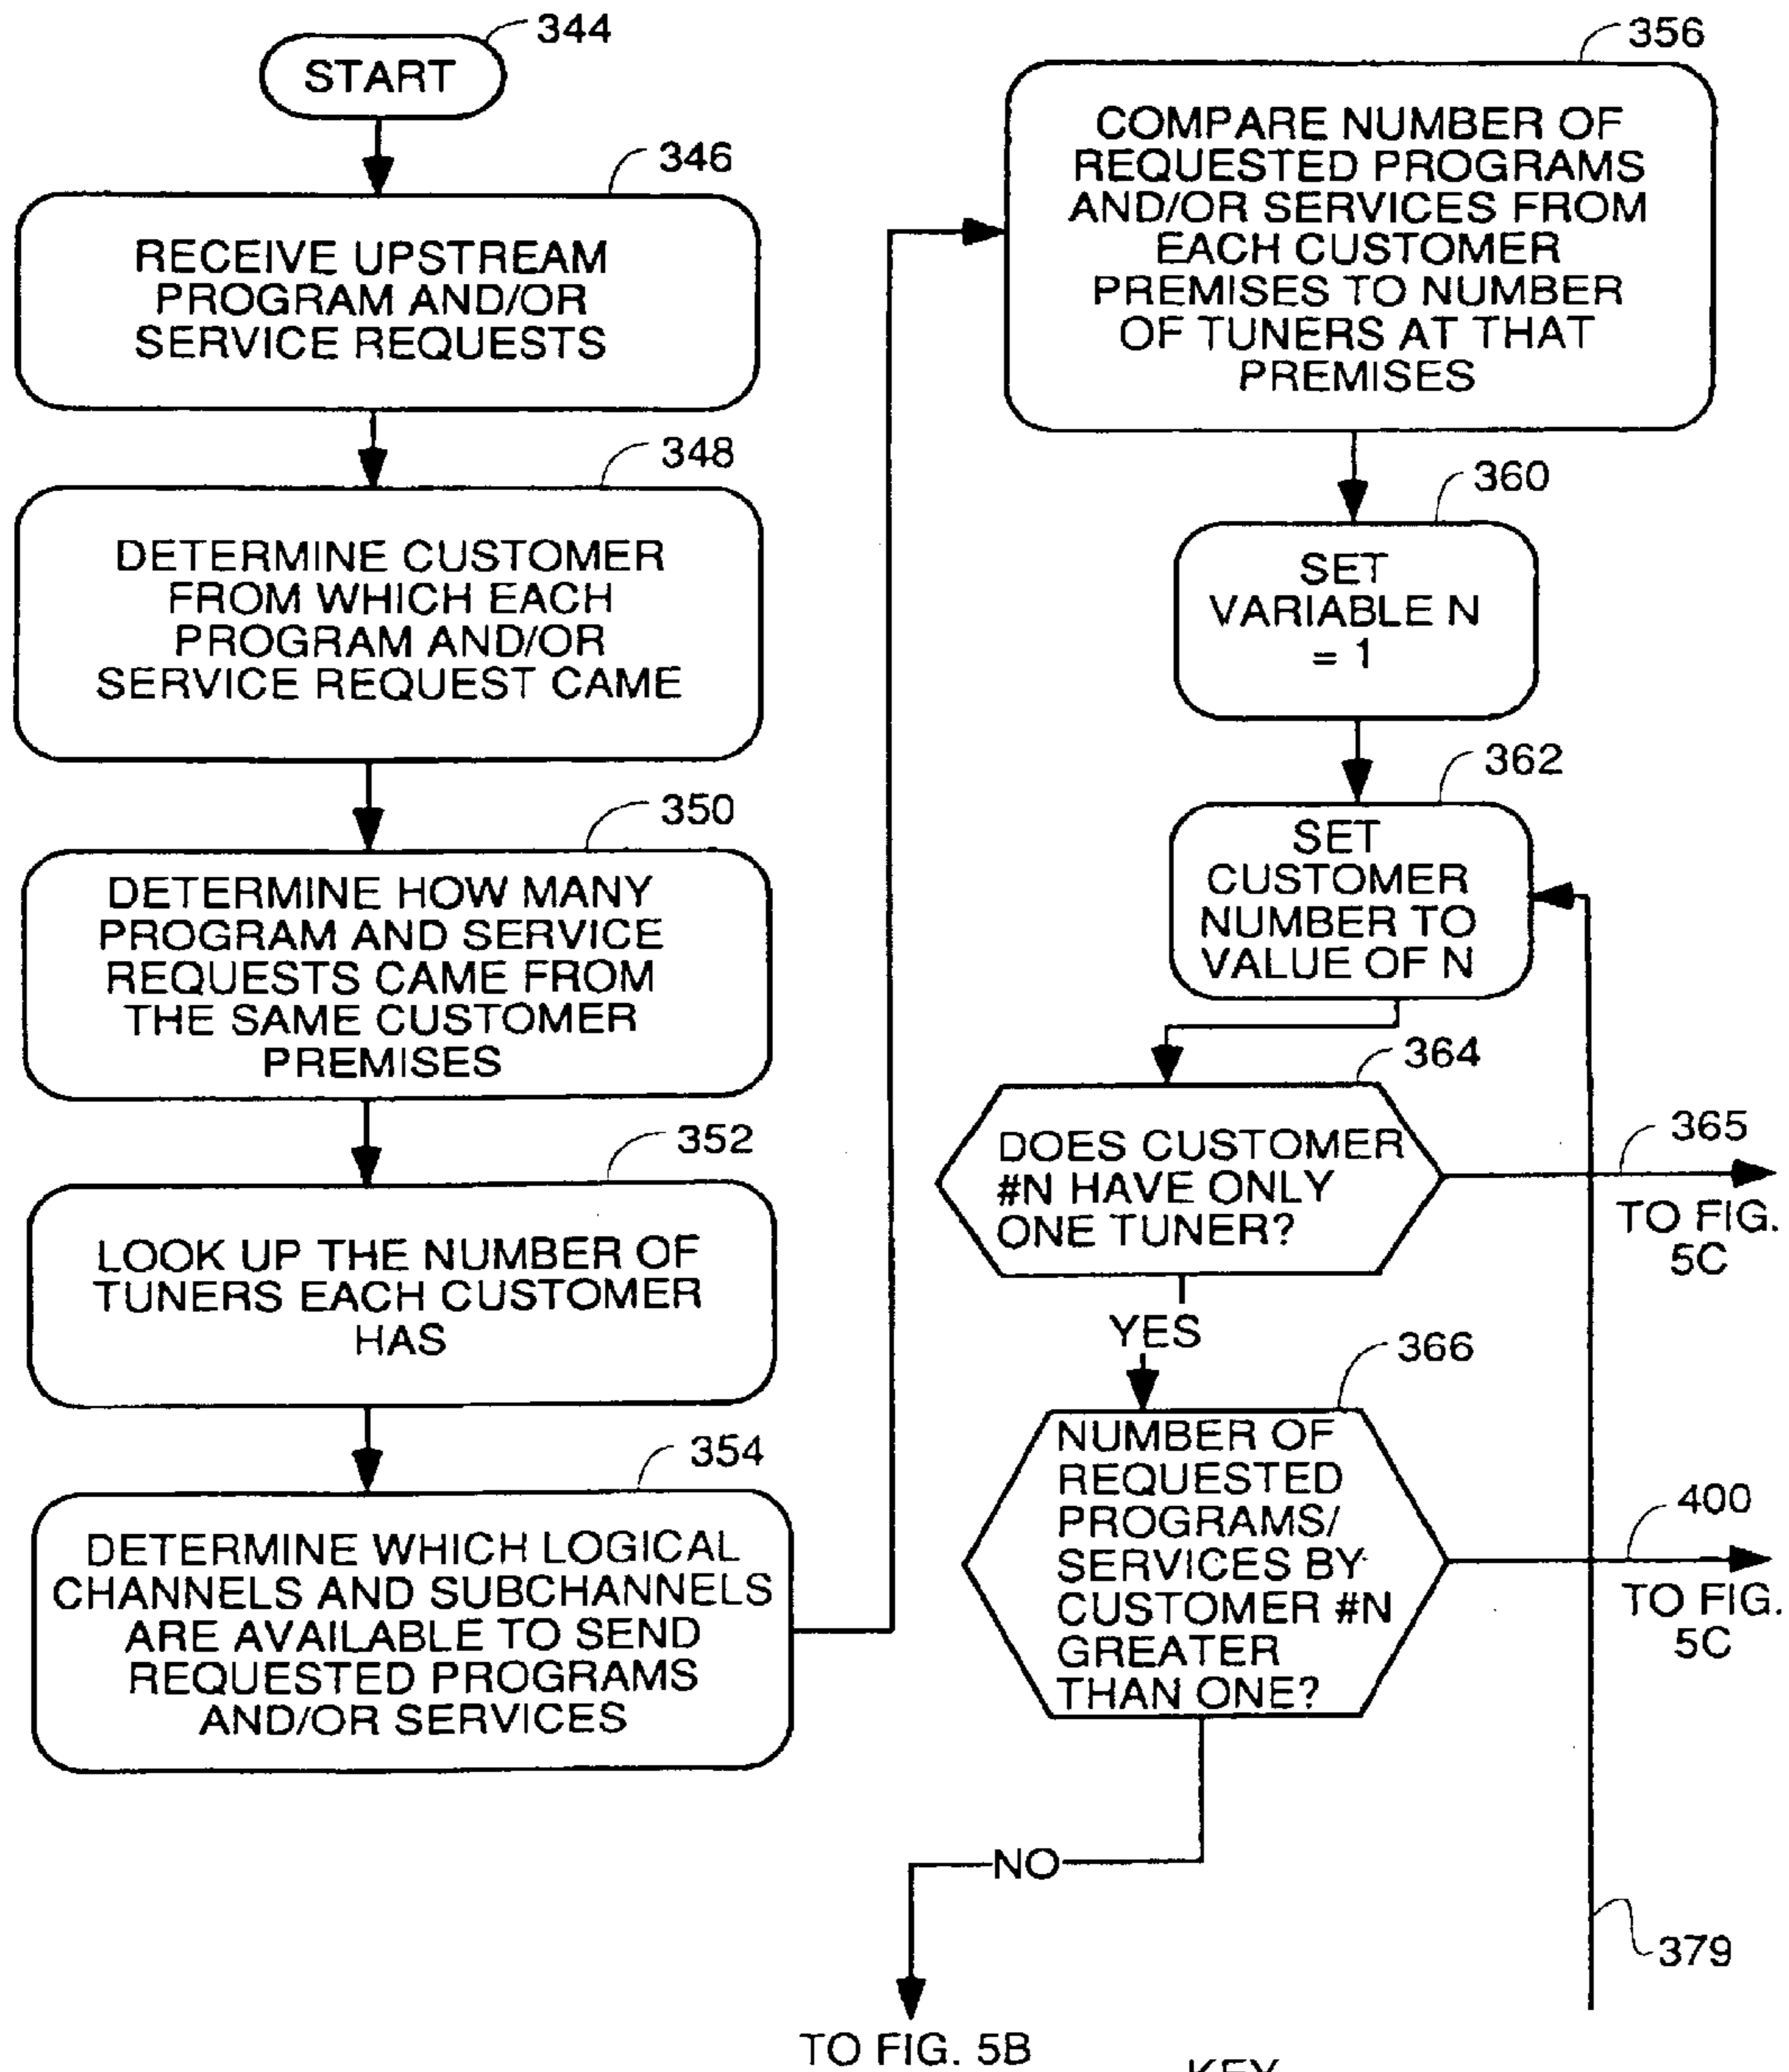 344
START
346
RECEIVE UPSTREAM
PROGRAM AND/OR
SERVICE REQUESTS
348
DETERMINE CUSTOMER
FROM WHICH EACH
PROGRAM AND/OR
SERVICE REQUEST CAME
350
DETERMINE HOW MANY
PROGRAM AND SERVICE
REQUESTS CAME FROM
THE SAME CUSTOMER
PREMISES
352
LOOK UP THE NUMBER OF
TUNERS EACH CUSTOMER
HAS
354
DETERMINE WHICH LOGICAL
CHANNELS AND SUBCHANNELS
ARE AVAILABLE TO SEND
REQUESTED PROGRAMS
AND/OR SERVICES
356
COMPARE NUMBER OF
REQUESTED PROGRAMS
AND/OR SERVICES FROM
EACH CUSTOMER
PREMISES TO NUMBER
OF TUNERS AT THAT
PREMISES
360
SET
VARIABLE N
= 1
362
SET
CUSTOMER
NUMBER TO
VALUE OF N
364
DOES CUSTOMER
#N HAVE ONLY
ONE TUNER?
365
TO FIG.
5C
YES
366
NUMBER OF
REQUESTED
PROGRAMS/
SERVICES BY
CUSTOMER #N
GREATER
THAN ONE?
400
TO FIG.
5C
NO
379
TO FIG. 5B
KEY